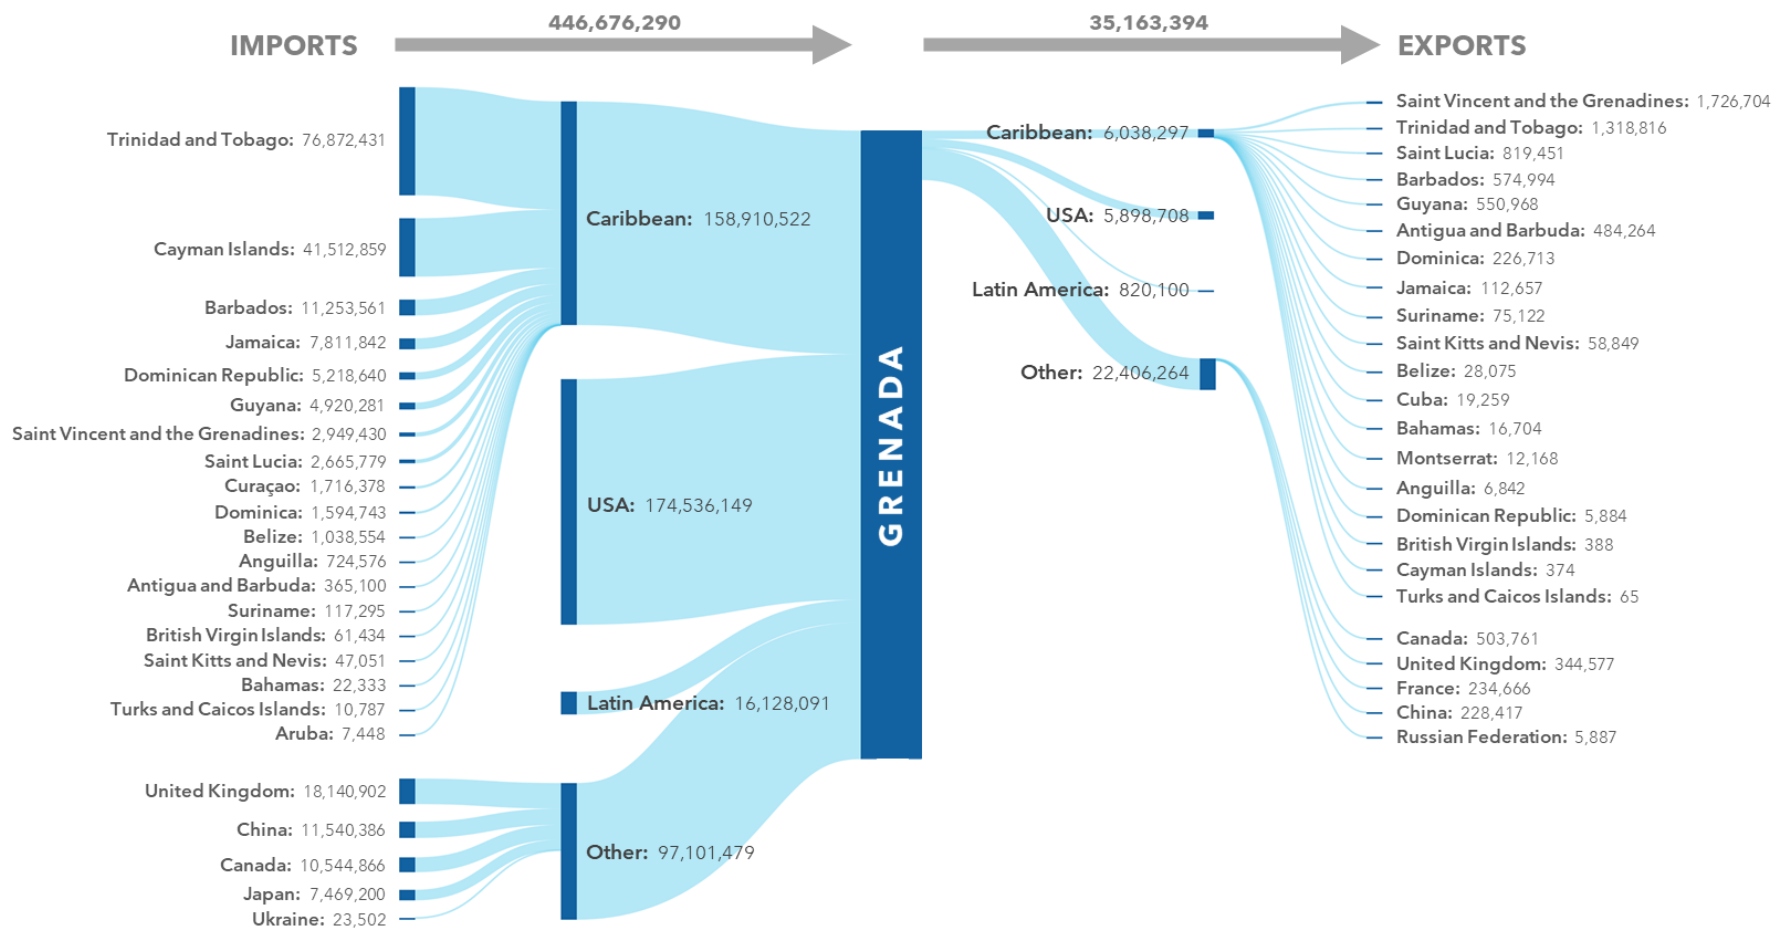 446,676,290
35,163,394
IMPORTS
EXPORTS
Trinidad and Tobago: 76,872,431
Cayman Islands: 41,512,859
Barbados: 11,253,561
Jamaica: 7,811,842
Dominican Republic: 5,218,640
Guyana: 4,920,281
Saint Vincent and the Grenadines: 2,949,430
Saint Lucia: 2,665,779
Curaçao: 1,716,378
Dominica: 1,594,743
Belize: 1,038,554
Anguilla: 724,576
Antigua and Barbuda: 365,100
Suriname: 117,295
British Virgin Islands: 61,434
Saint Kitts and Nevis: 47,051
Bahamas: 22,333
Turks and Caicos Islands: 10,787
Aruba: 7,448
United Kingdom: 18,140,902
China: 11,540,386
Canada: 10,544,866
Japan: 7,469,200
Ukraine: 23,502
Caribbean: 158,910,522
USA: 174,536,149
Latin America: 16,128,091
Other: 97,101,479
GRENADA
Caribbean: 6,038,297
USA: 5,898,708
Latin America: 820,100
Other: 22,406,264
Saint Vincent and the Grenadines: 1,726,704
Trinidad and Tobago: 1,318,816
Saint Lucia: 819,451
Barbados: 574,994
Guyana: 550,968
Antigua and Barbuda: 484,264
Dominica: 226,713
Jamaica: 112,657
Suriname: 75,122
Saint Kitts and Nevis: 58,849
Belize: 28,075
Cuba: 19,259
Bahamas: 16,704
Montserrat: 12,168
Anguilla: 6,842
Dominican Republic: 5,884
British Virgin Islands: 388
Cayman Islands: 374
Turks and Caicos Islands: 65
Canada: 503,761
United Kingdom: 344,577
France: 234,666
China: 228,417
Russian Federation: 5,887